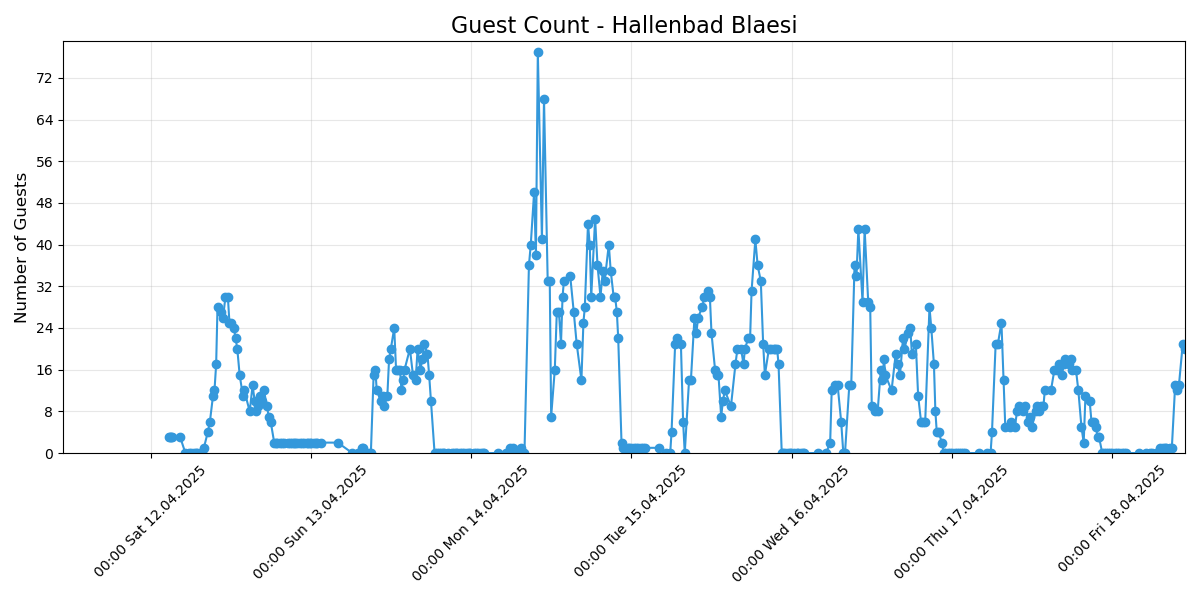 Guest Count - Hallenbad Blaesi
Number of Guests
72
64
56
48
40
32
24
16
8
0
00:00 Sat 12.04.2025
00:00 Sun 13.04.2025
00:00 Mon 14.04.2025
00:00 Tue 15.04.2025
00:00 Wed 16.04.2025
00:00 Thu 17.04.2025
00:00 Fri 18.04.2025